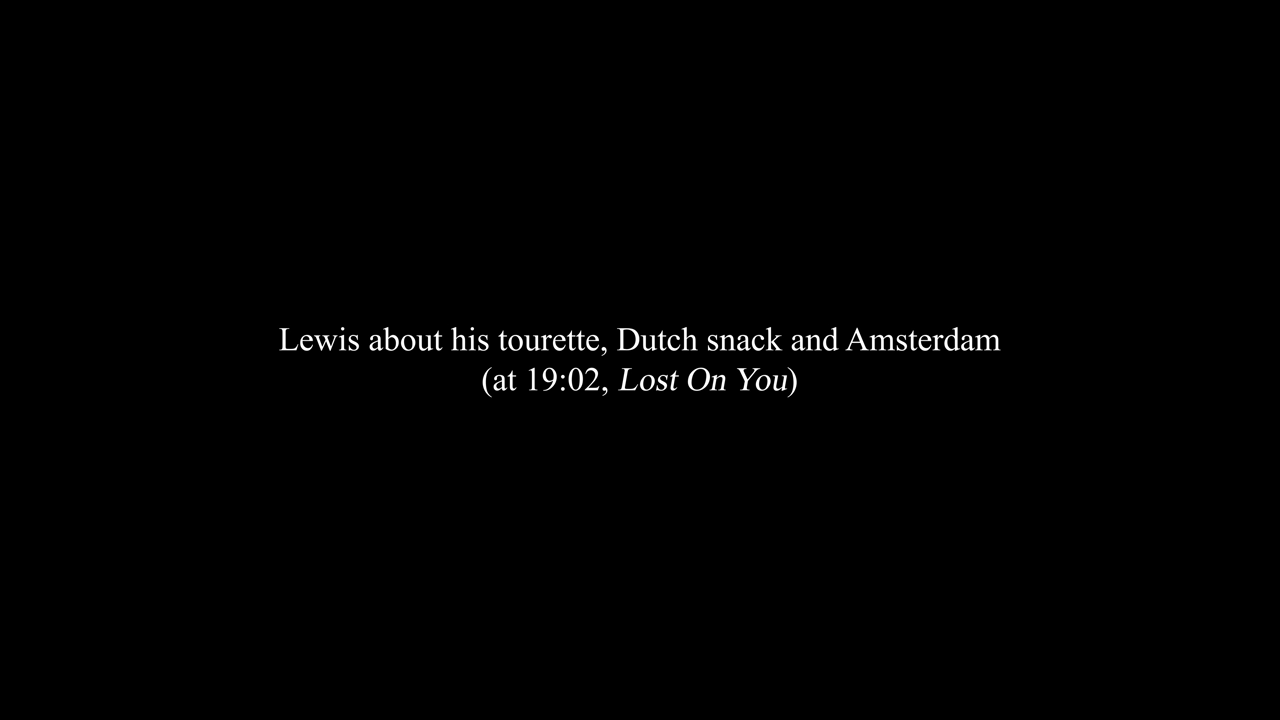 Lewis about his tourette, Dutch snack and Amsterdam
(at 19:02, Lost On You)